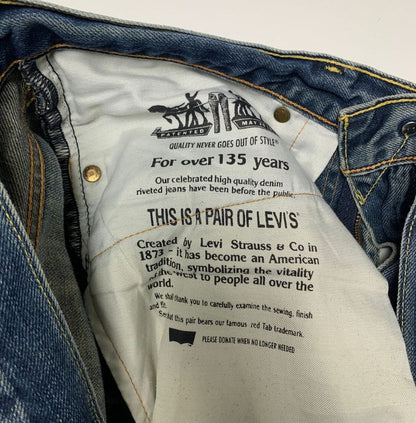 PATENTED
QUALITY NEVER GOES OUT OF STYLE®
For over 135 years
Our celebrated high quality denim
riveted jeans have been before the public.
THIS IS A PAIR OF LEVI'S®
Created by Levi Strauss & Co in
1873 - it has become an American
tradition, symbolizing the vitality
of the west to people all over the
world.
We shall thank you to carefully examine the sewing, finish
and fit.
See that this pair bears our famous red Tab trademark.
PLEASE DONATE WHEN NO LONGER NEEDED